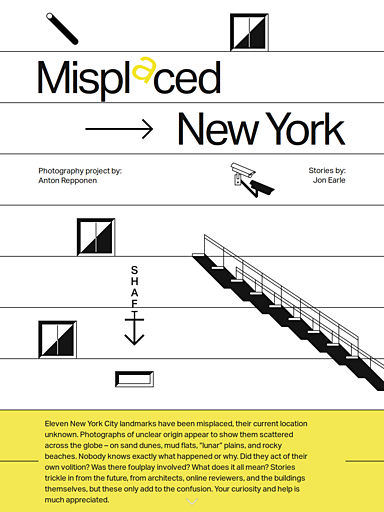 Misplaced
New York
Photography project by:
Anton Repponen
Stories by:
Jon Earle
SHAFT
Eleven New York City landmarks have been misplaced, their current location
unknown. Photographs of unclear origin appear to show them scattered
across the globe – on sand dunes, mud flats, "lunar" plains, and rocky
beaches. Nobody knows exactly what happened or why. Did they act of their
own volition? Was there foulplay involved? What does it all mean? Stories
trickle in from the future, from architects, online reviewers, and the buildings
themselves, but these only add to the confusion. Your curiosity and help is
much appreciated.